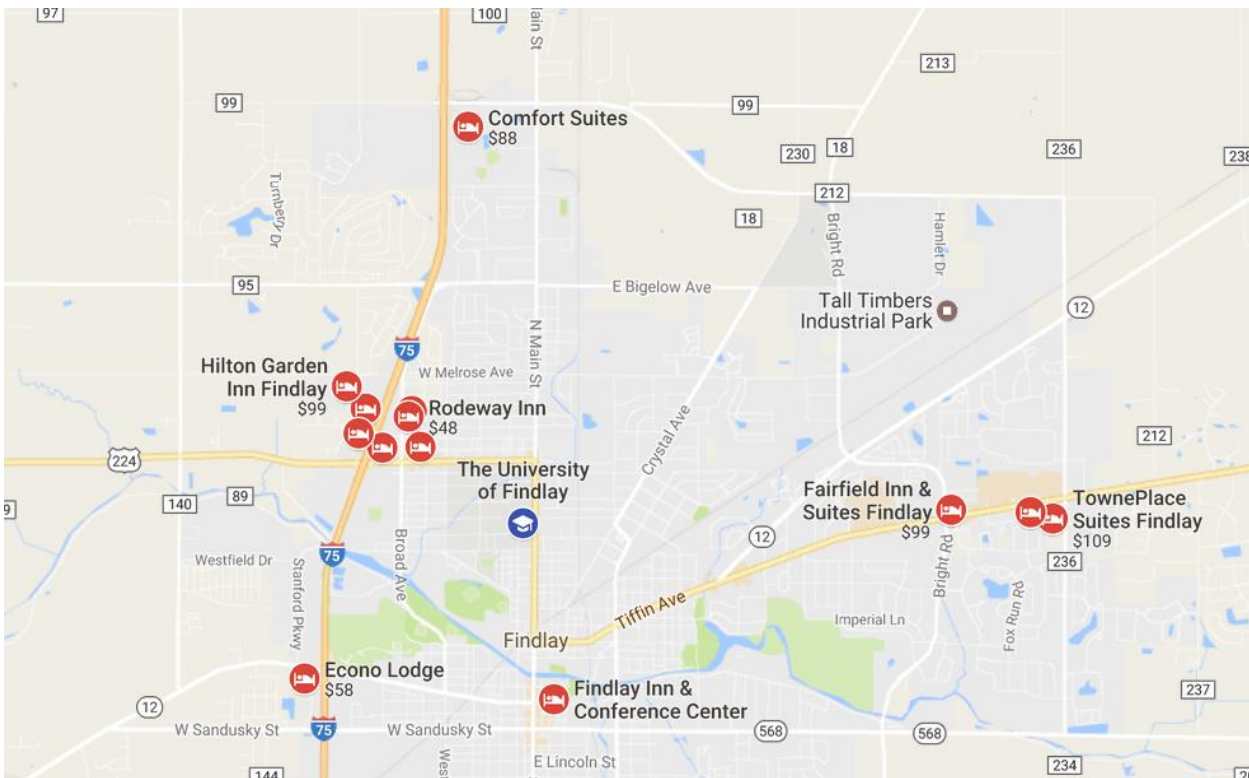 97
100
lain St
213
99
99
Comfort Suites
$88
230
18
236
238
Turnberry Dr
212
18
Bright Rd
Hamlet Dr
95
E Bigelow Ave
Tall Timbers
Industrial Park
12
N Main St
75
Hilton Garden
Inn Findlay
$99
W Melrose Ave
Rodeway Inn
$48
Crystal Ave
212
224
The University
of Findlay
89
140
9
Fairfield Inn &
Suites Findlay
$99
TownePlace
Suites Findlay
$109
12
Westfield Dr
75
Broad Ave
Stanford Pkwy
Bright Rd
236
Fox Run Rd
Tiffin Ave
Imperial Ln
Findlay
Econo Lodge
$58
Findlay Inn &
Conference Center
237
12
W Sandusky St
75
W Sandusky St
568
568
West
E Lincoln St
144
234